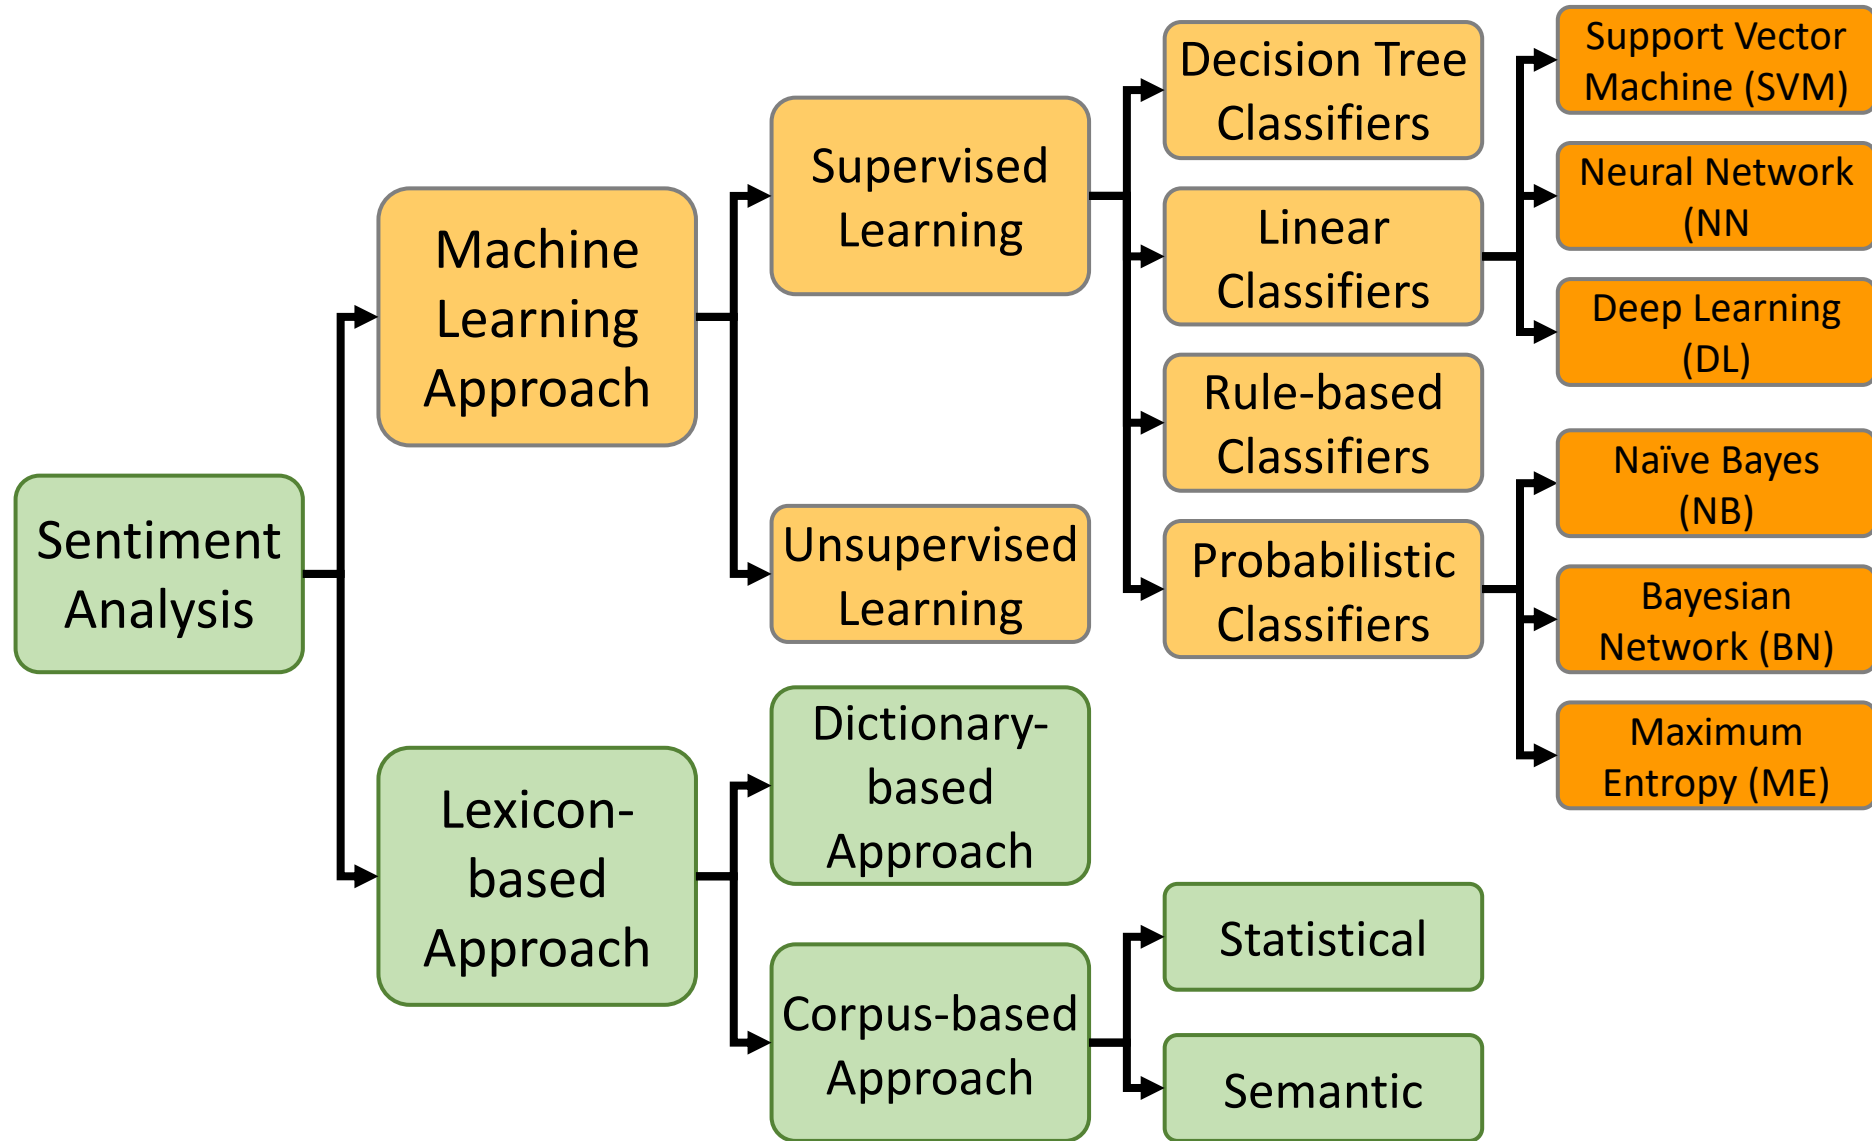 Sentiment
Analysis
Machine
Learning
Approach
Lexicon-
based
Approach
Supervised
Learning
Unsupervised
Learning
Dictionary-
based
Approach
Corpus-based
Approach
Decision Tree
Classifiers
Linear
Classifiers
Rule-based
Classifiers
Probabilistic
Classifiers
Statistical
Semantic
Support Vector
Machine (SVM)
Neural Network
(NN
Deep Learning
(DL)
Naïve Bayes
(NB)
Bayesian
Network (BN)
Maximum
Entropy (ME)